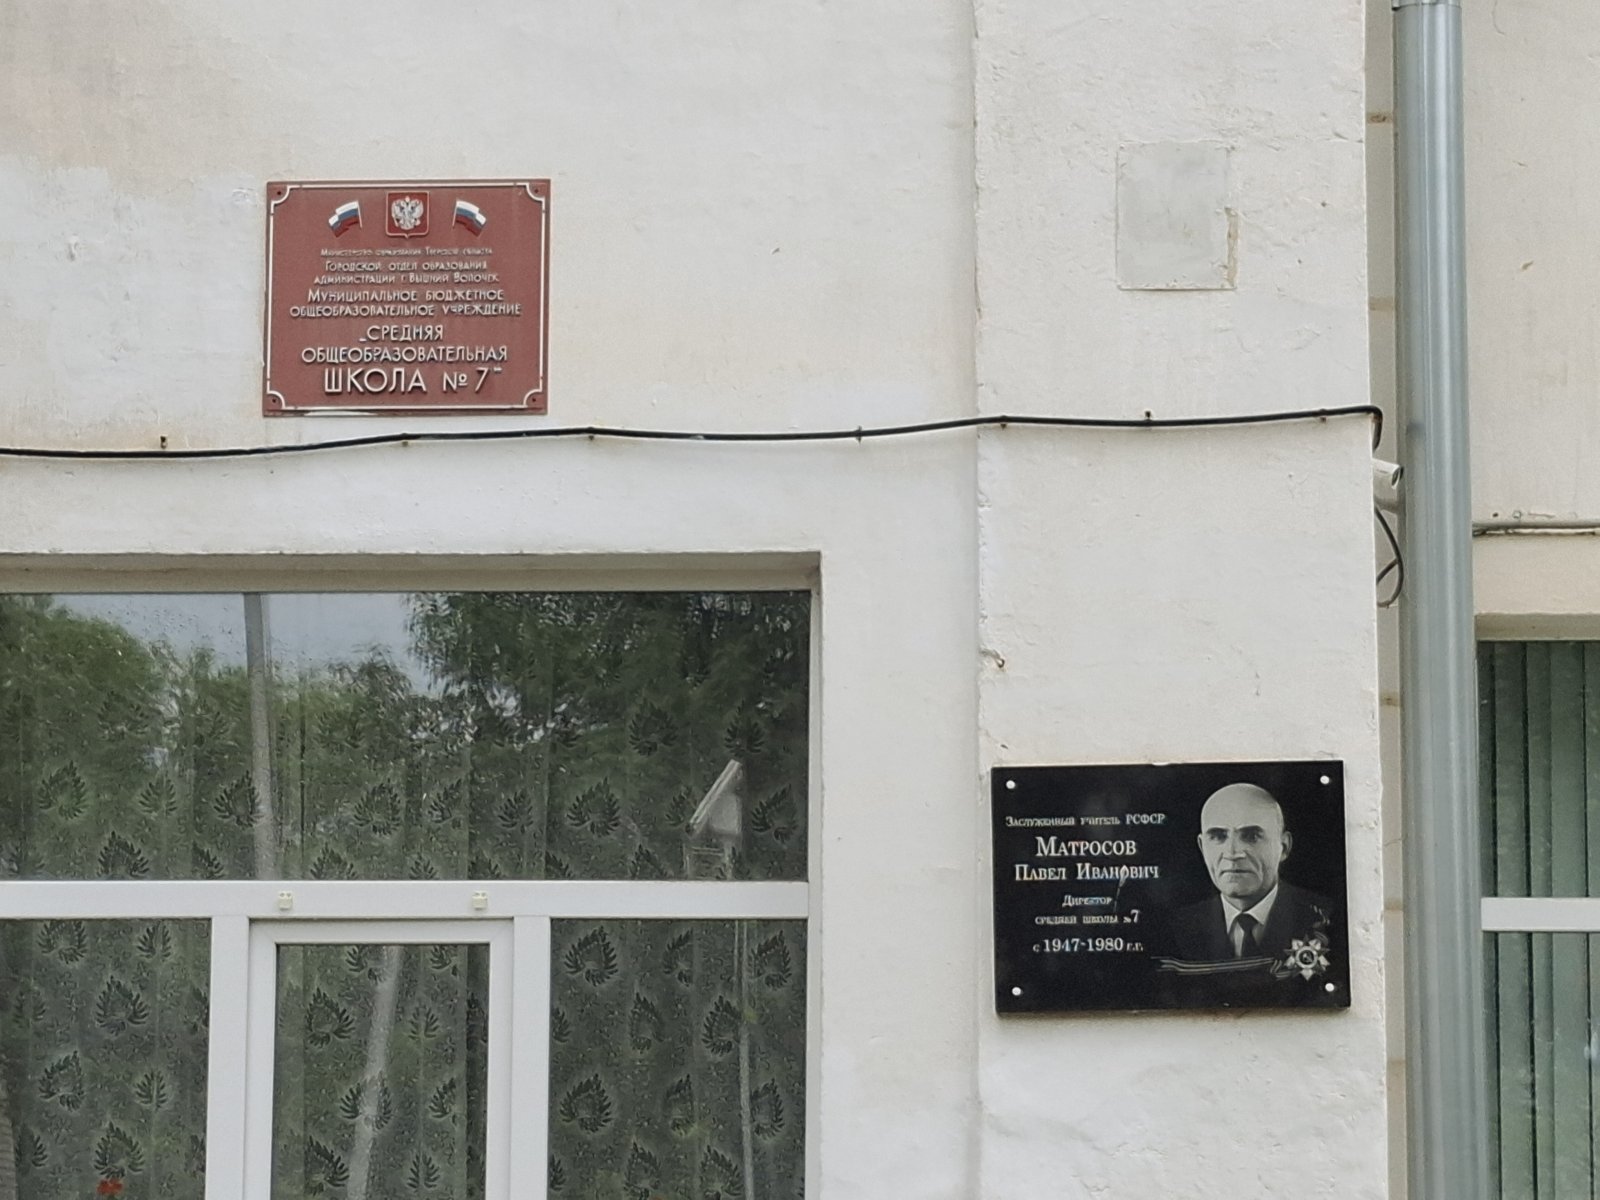 Министерство образования Тверской области
Городской отдел образования
администрации г. Вышний Волочек
Муниципальное бюджетное
общеобразовательное учреждение
„Средняя
общеобразовательная
школа № 7"
Заслуженный учитель РСФСР
Матросов
Павел Иванович
Директор
средней школы №7
с 1947-1980 г.г.